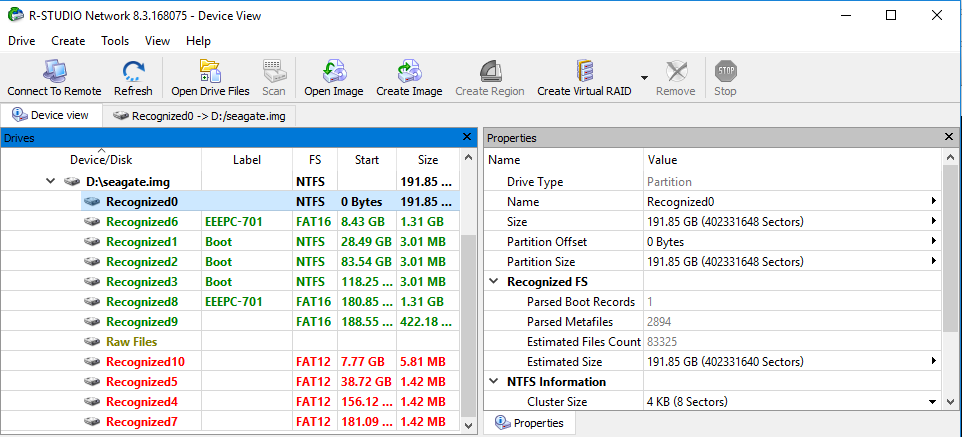 R-STUDIO Network 8.3.168075 - Device View
Drive Create Tools View Help
Connect To Remote Refresh Open Drive Files Scan Open Image Create Image Create Region Create Virtual RAID Remove STOP Stop
Device view Recognized0 -> D:/seagate.img
Drives
Device/Disk Label FS Start Size
D:\seagate.img NTFS 191.85 ...
Recognized0 NTFS 0 Bytes 191.85 ...
Recognized6 EEEPC-701 FAT16 8.43 GB 1.31 GB
Recognized1 Boot NTFS 28.49 GB 3.01 MB
Recognized2 Boot NTFS 83.54 GB 3.01 MB
Recognized3 Boot NTFS 118.25 ... 3.01 MB
Recognized8 EEEPC-701 FAT16 180.85 ... 1.31 GB
Recognized9 FAT16 188.55 ... 422.18 ...
Raw Files
Recognized10 FAT12 7.77 GB 5.81 MB
Recognized5 FAT12 38.72 GB 1.42 MB
Recognized4 FAT12 156.12 ... 1.42 MB
Recognized7 FAT12 181.09 ... 1.42 MB
Properties
Name Value
Drive Type Partition
Name Recognized0
Size 191.85 GB (402331648 Sectors)
Partition Offset 0 Bytes
Partition Size 191.85 GB (402331648 Sectors)
Recognized FS
Parsed Boot Records 1
Parsed Metafiles 2894
Estimated Files Count 83325
Estimated Size 191.85 GB (402331640 Sectors)
NTFS Information
Cluster Size 4 KB (8 Sectors)
Properties